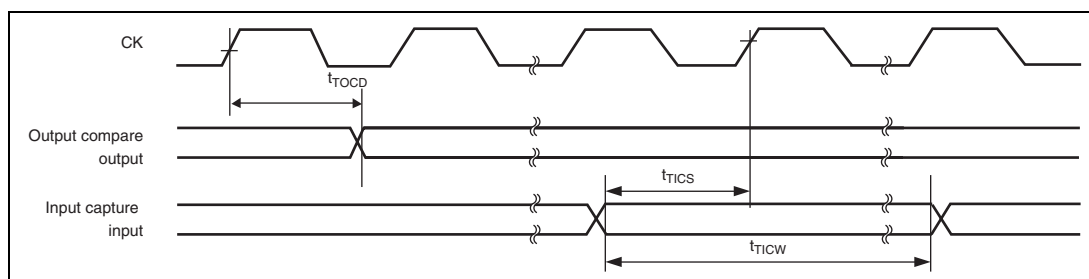 CK
tTOCD
Output compare
output
tTICS
Input capture
input
tTICW